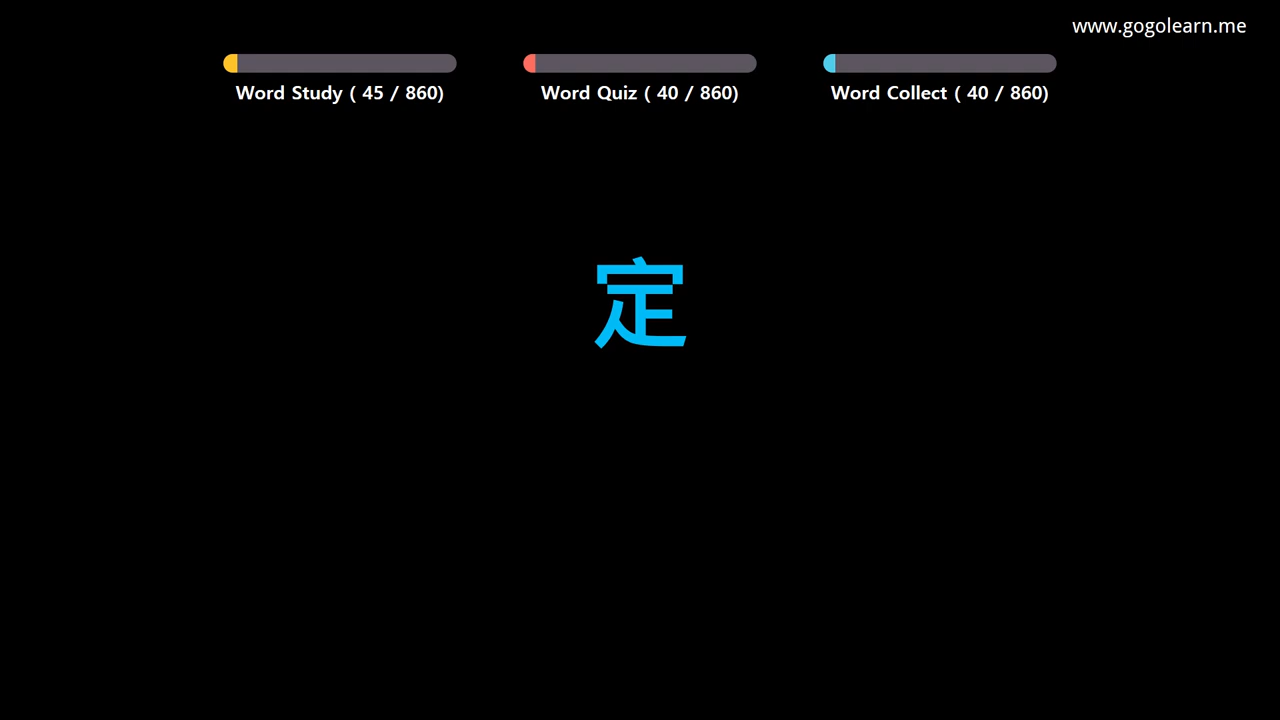 www.gogolearn.me
Word Study ( 45 / 860)
Word Quiz ( 40 / 860)
Word Collect ( 40 / 860)
定